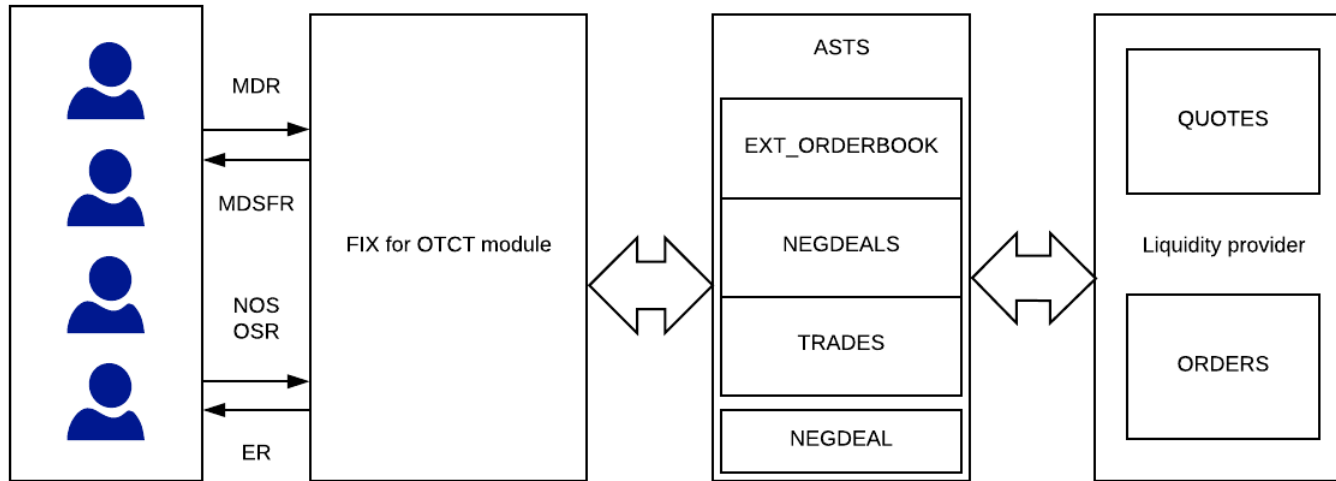 MDR
MDSFR
NOS
OSR
ER
FIX for OTCT module
ASTS
EXT_ORDERBOOK
NEGDEALS
TRADES
NEGDEAL
QUOTES
Liquidity provider
ORDERS